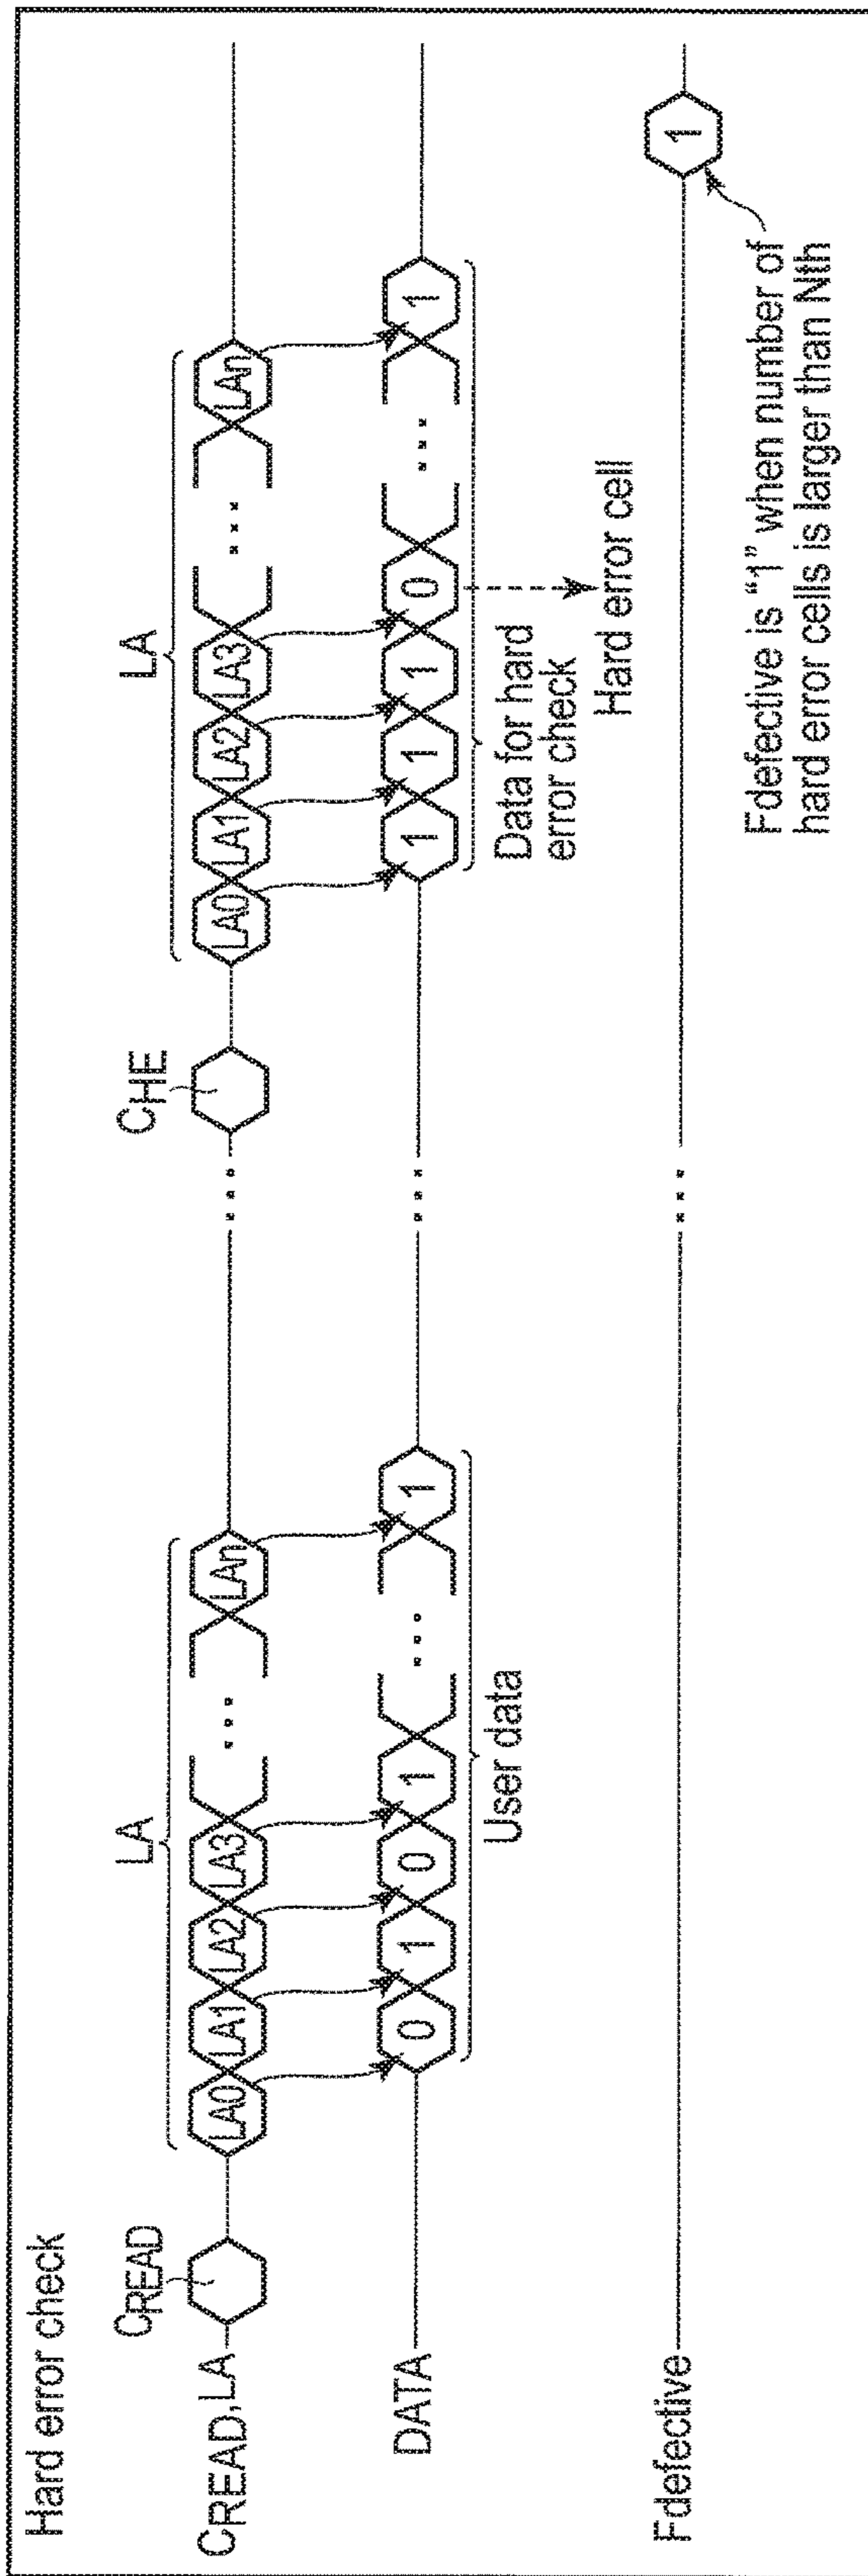 Hard error check
CREAD
LA
CHE
LA
CREAD, LA
LA0 LA1 LA2 LA3 ... LAn
... 
LA0 LA1 LA2 LA3 ... LAn
DATA
0 1 0 1 ... 1
...
1 1 1 0 ... 1
User data
Data for hard
error check
Hard error cell
Fdefective
...
1
Fdefective is “1” when number of
hard error cells is larger than Nth